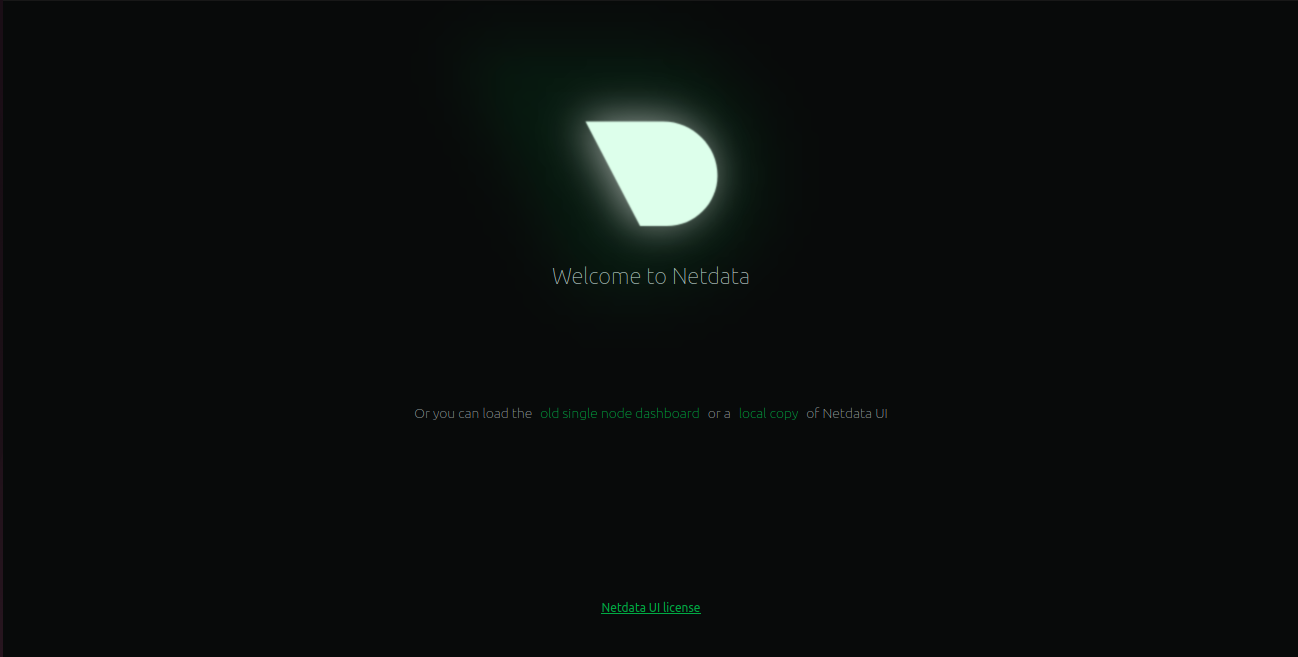 Welcome to Netdata
Or you can load the old single node dashboard or a local copy of Netdata UI
Netdata UI license